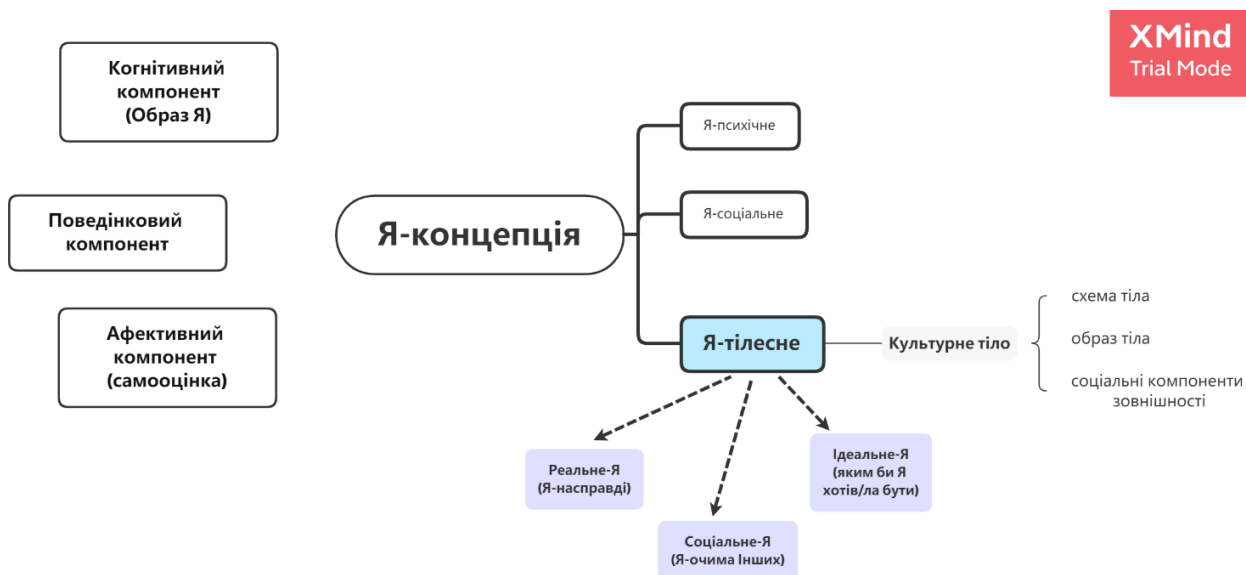 XMind
Trial Mode
Когнітивний
компонент
(Образ Я)
Поведінковий
компонент
Афективний
компонент
(самооцінка)
Я-концепція
Я-психічне
Я-соціальне
Я-тілесне
Культурне тіло
схема тіла
образ тіла
соціальні компоненти
зовнішності
Реальне-Я
(Я-насправді)
Соціальне-Я
(Я-очима Інших)
Ідеальне-Я
(яким би Я
хотів/ла бути)